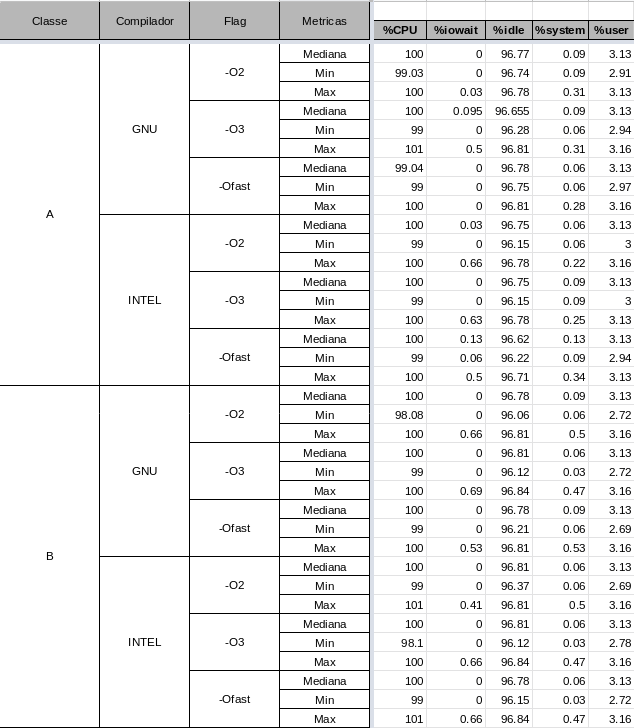 Classe Compilador Flag Metricas %CPU %iowait %idle %system %user
A GNU -O2 Mediana 100 0 96.77 0.09 3.13
Min 99.03 0 96.74 0.09 2.91
Max 100 0.03 96.78 0.31 3.13
-O3 Mediana 100 0.095 96.655 0.09 3.13
Min 99 0 96.28 0.06 2.94
Max 101 0.5 96.81 0.31 3.16
-Ofast Mediana 99.04 0 96.78 0.06 3.13
Min 99 0 96.75 0.06 2.97
Max 100 0 96.81 0.28 3.16
INTEL -O2 Mediana 100 0.03 96.75 0.06 3.13
Min 99 0 96.15 0.06 3
Max 100 0.66 96.78 0.22 3.16
-O3 Mediana 100 0 96.75 0.09 3.13
Min 99 0 96.15 0.09 3
Max 100 0.63 96.78 0.25 3.13
-Ofast Mediana 100 0.13 96.62 0.13 3.13
Min 99 0.06 96.22 0.09 2.94
Max 100 0.5 96.71 0.34 3.13
B GNU -O2 Mediana 100 0 96.78 0.09 3.13
Min 98.08 0 96.06 0.06 2.72
Max 100 0.66 96.81 0.5 3.16
-O3 Mediana 100 0 96.81 0.06 3.13
Min 99 0 96.12 0.03 2.72
Max 100 0.69 96.84 0.47 3.16
-Ofast Mediana 100 0 96.78 0.09 3.13
Min 99 0 96.21 0.06 2.69
Max 100 0.53 96.81 0.53 3.16
INTEL -O2 Mediana 100 0 96.81 0.06 3.13
Min 99 0 96.37 0.06 2.69
Max 101 0.41 96.81 0.5 3.16
-O3 Mediana 100 0 96.81 0.06 3.13
Min 98.1 0 96.12 0.03 2.78
Max 100 0.66 96.84 0.47 3.16
-Ofast Mediana 100 0 96.78 0.06 3.13
Min 99 0 96.15 0.03 2.72
Max 101 0.66 96.84 0.47 3.16